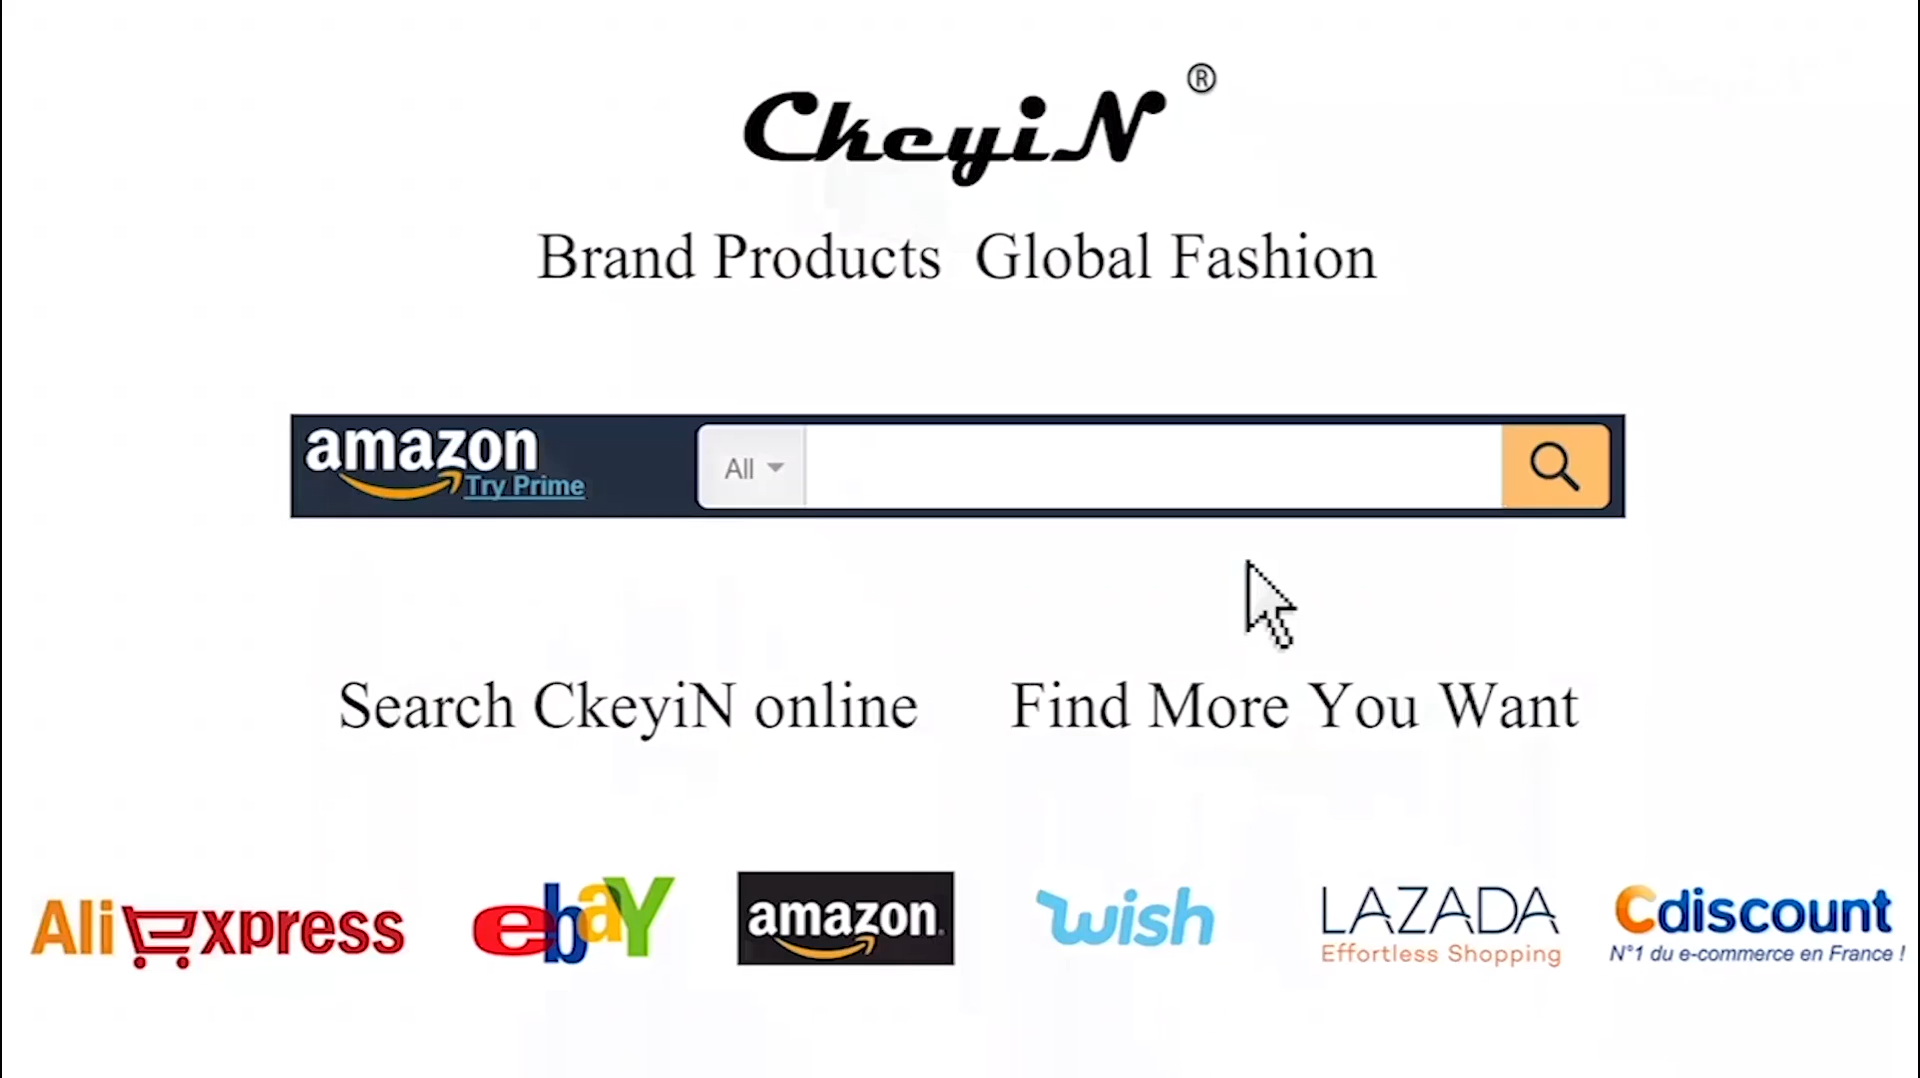 CkeyiN ®
Brand Products Global Fashion
amazon Try Prime All
Search CkeyiN online Find More You Want
AliExpress ebay amazon wish LAZADA Cdiscount
Effortless Shopping N°1 du e-commerce en France !